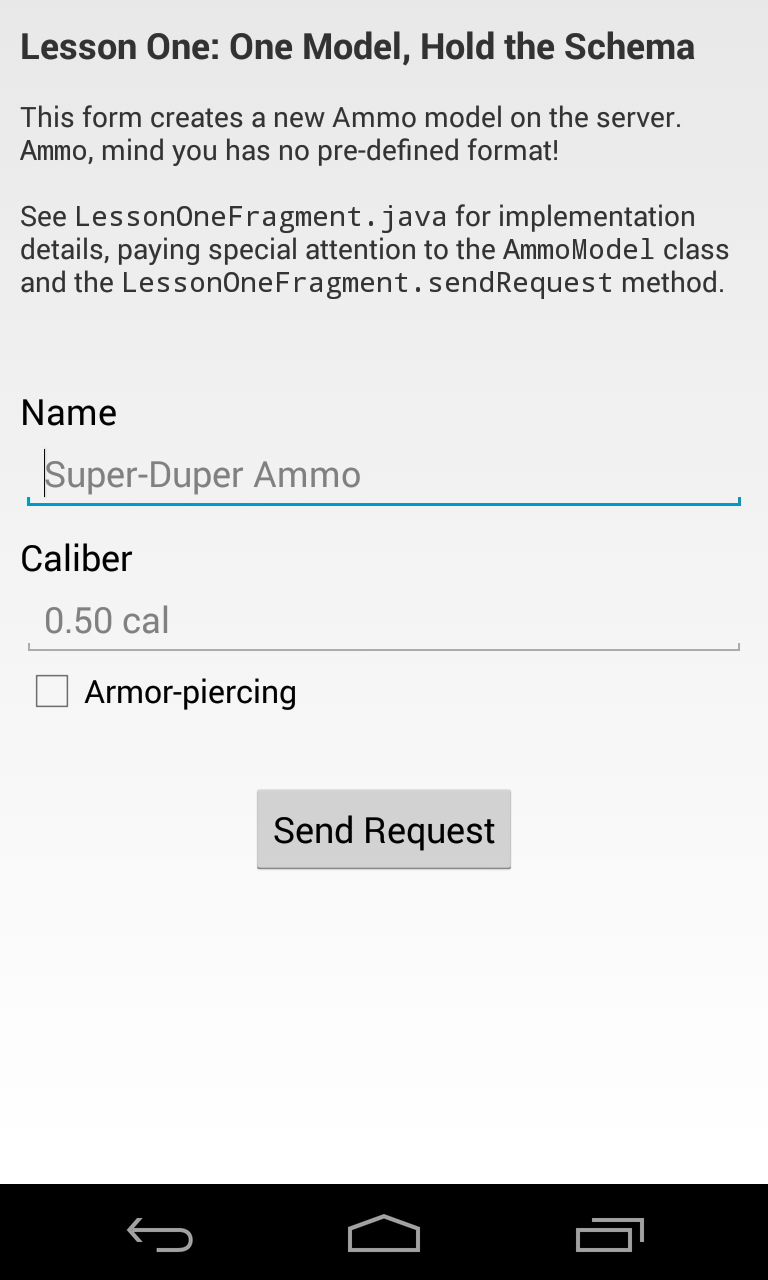 Lesson One: One Model, Hold the Schema
This form creates a new Ammo model on the server.
Ammo, mind you has no pre-defined format!
See LessonOneFragment.java for implementation
details, paying special attention to the AmmoModel class
and the LessonOneFragment.sendRequest method.
Name
Super-Duper Ammo
Caliber
0.50 cal
Armor-piercing
Send Request